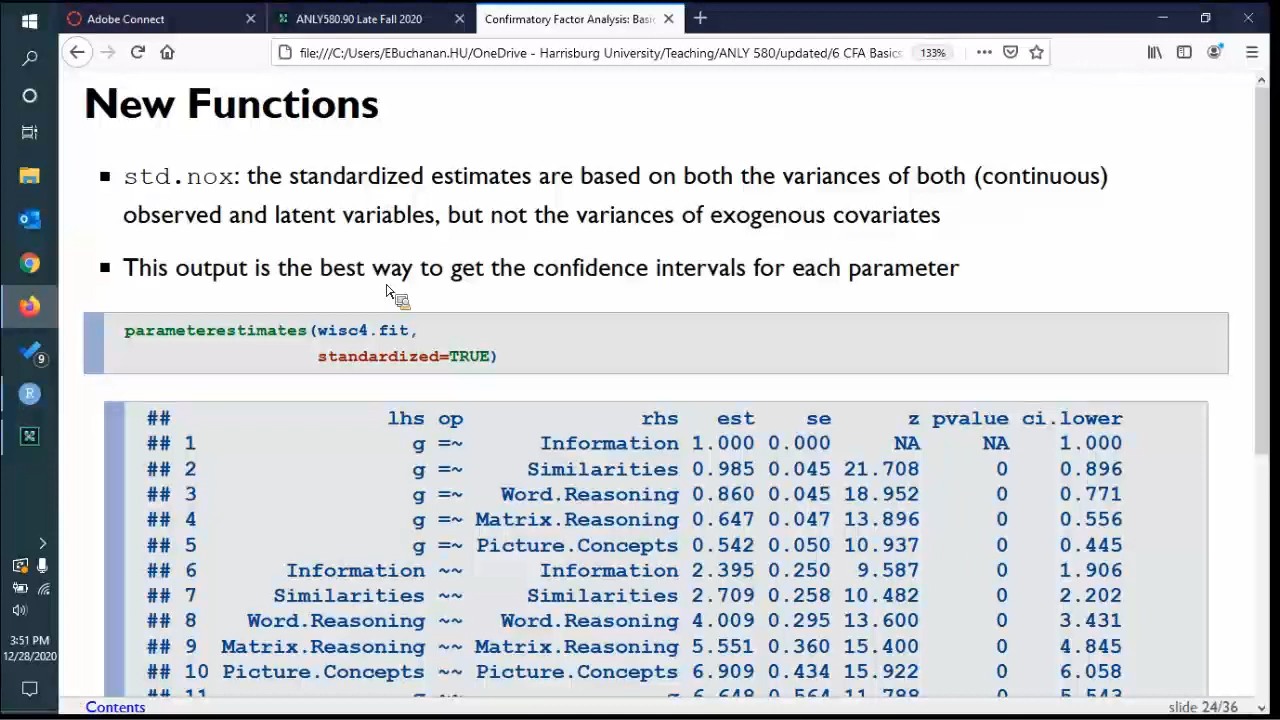 Adobe Connect
ANLY580.90 Late Fall 2020
Confirmatory Factor Analysis: Basi
file:///C:/Users/EBuchanan.HU/OneDrive - Harrisburg University/Teaching/ANLY 580/updated/6 CFA Basics
133%
New Functions
std.nox: the standardized estimates are based on both the variances of both (continuous)
observed and latent variables, but not the variances of exogenous covariates
This output is the best way to get the confidence intervals for each parameter
parameterestimates(wisc4.fit,
standardized=TRUE)
## lhs op rhs est se z pvalue ci.lower
## 1 g =~ Information 1.000 0.000 NA NA 1.000
## 2 g =~ Similarities 0.985 0.045 21.708 0 0.896
## 3 g =~ Word.Reasoning 0.860 0.045 18.952 0 0.771
## 4 g =~ Matrix.Reasoning 0.647 0.047 13.896 0 0.556
## 5 g =~ Picture.Concepts 0.542 0.050 10.937 0 0.445
## 6 Information ~~ Information 2.395 0.250 9.587 0 1.906
## 7 Similarities ~~ Similarities 2.709 0.258 10.482 0 2.202
## 8 Word.Reasoning ~~ Word.Reasoning 4.009 0.295 13.600 0 3.431
## 9 Matrix.Reasoning ~~ Matrix.Reasoning 5.551 0.360 15.400 0 4.845
## 10 Picture.Concepts ~~ Picture.Concepts 6.909 0.434 15.922 0 6.058
## 11 g ~~ g 6.648 0.564 11.788 0 5.543
Contents
slide 24/36
9
3:51 PM
12/28/2020